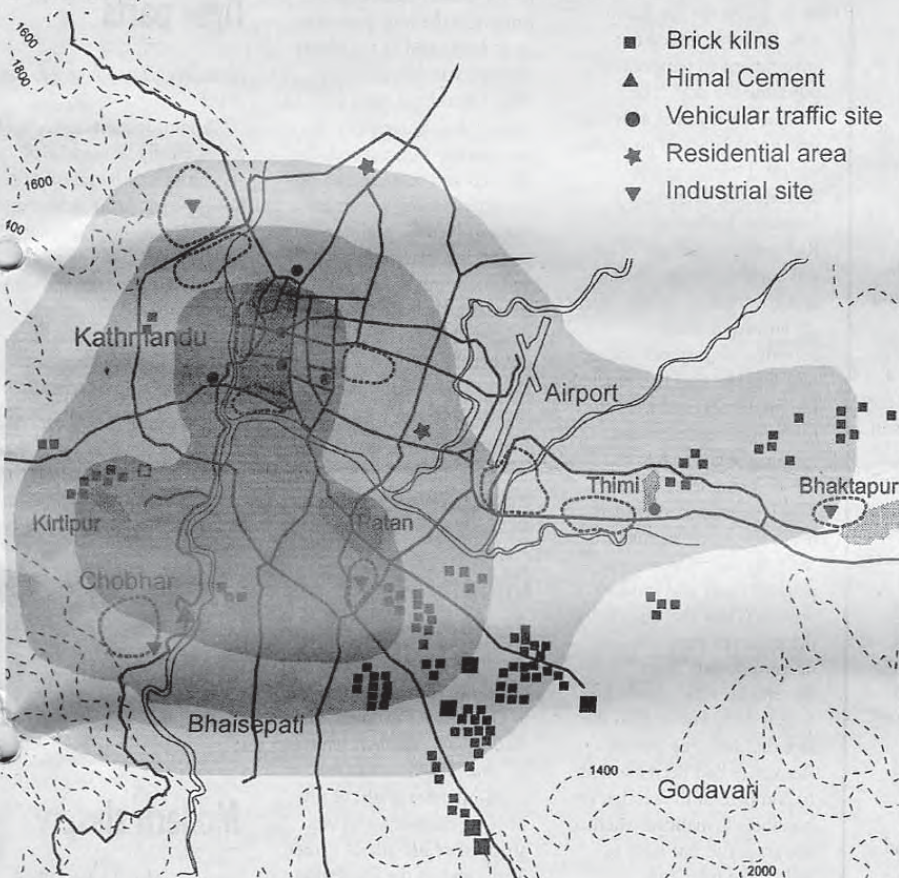 Brick kilns
Himal Cement
Vehicular traffic site
Residential area
Industrial site
1600
1800
1600
400
Kathmandu
Airport
Thimi
Bhaktapur
Kirtipur
Patan
Chobhar
Bhaisepati
1400
Godavari
2000